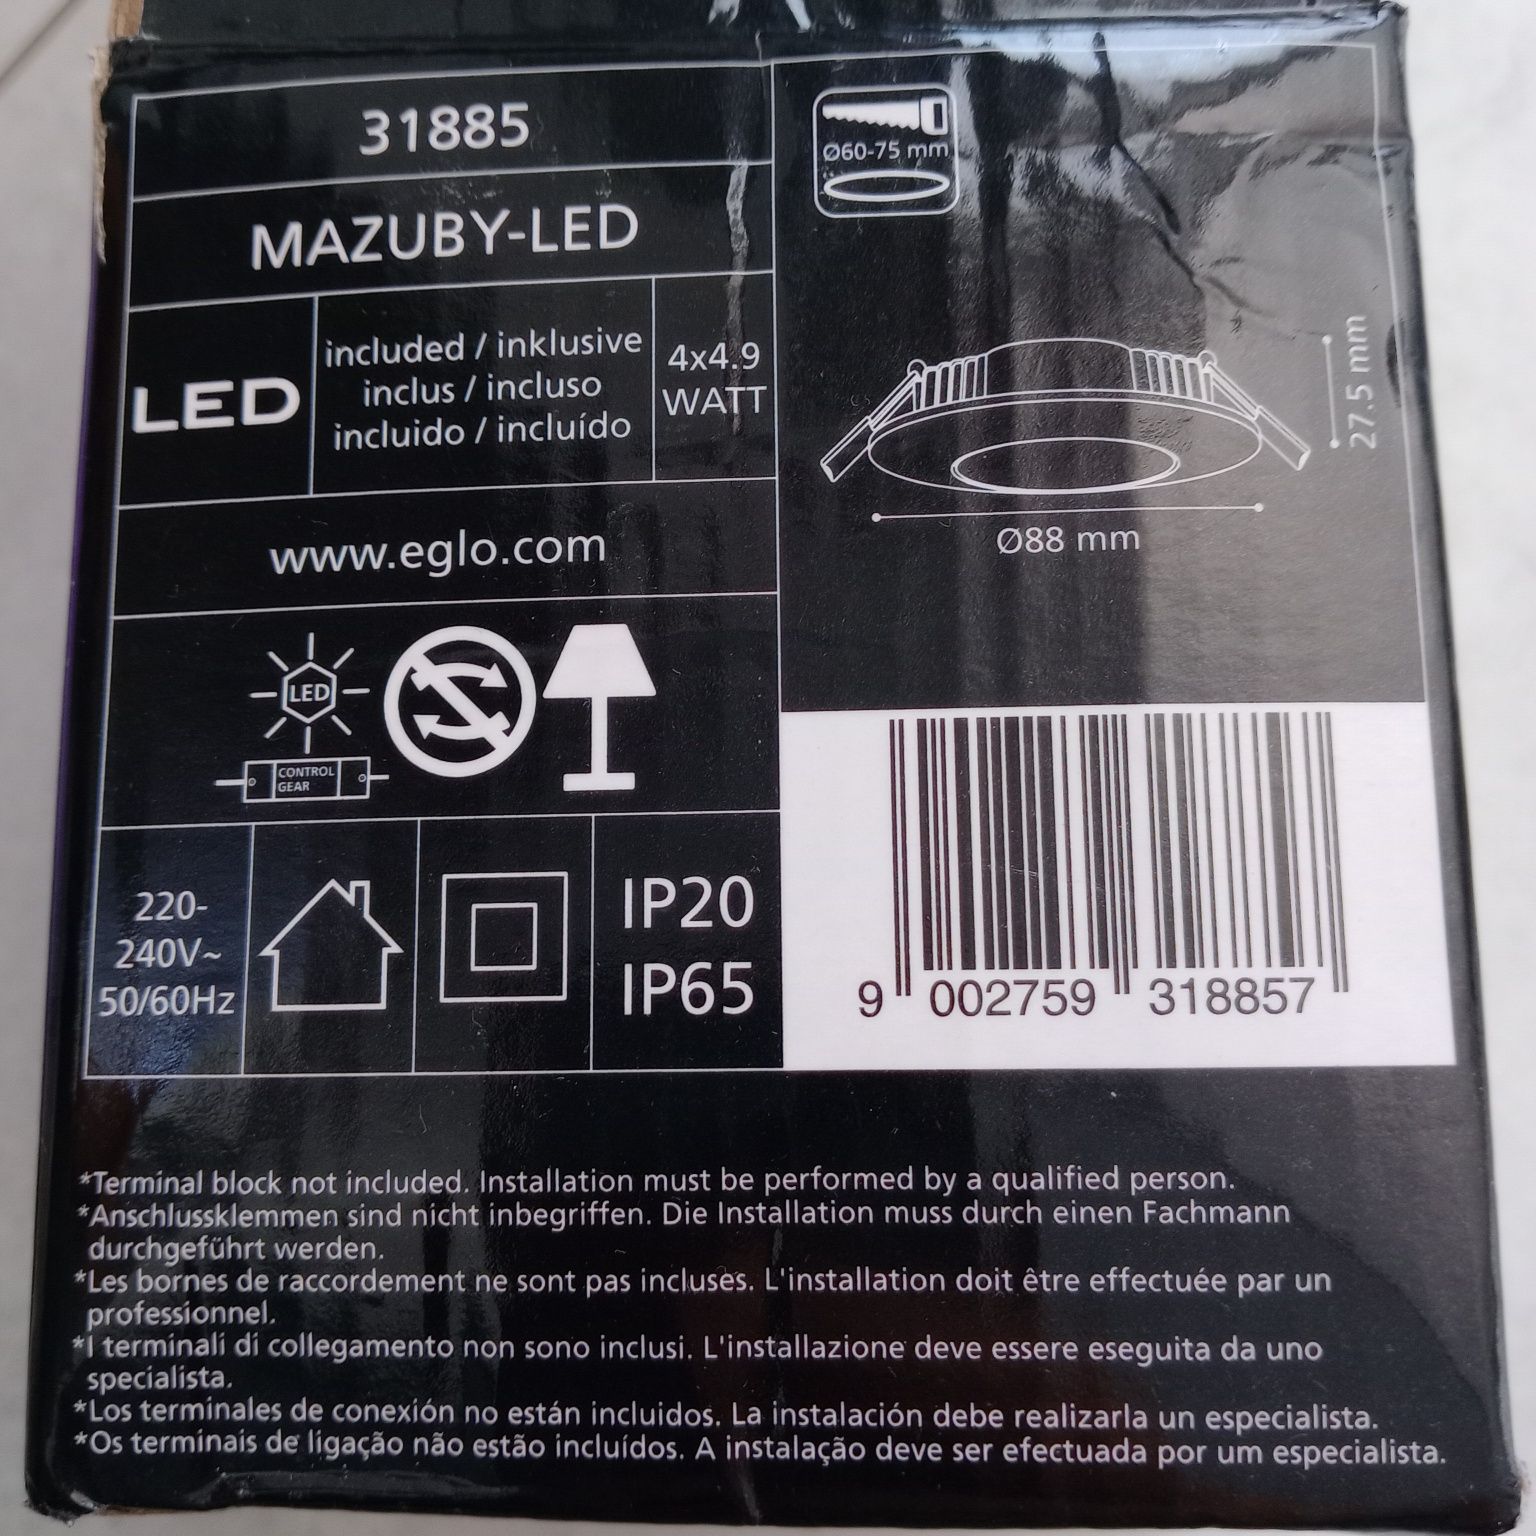 31885
MAZUBY-LED
LED
included / inklusive
inclus / incluso
incluido / incluído
4x4.9
WATT
www.eglo.com
LED
CONTROL
GEAR
220-
240V~
50/60Hz
IP20
IP65
Ø60-75 mm
27.5 mm
Ø88 mm
9 002759 318857
*Terminal block not included. Installation must be performed by a qualified person.
*Anschlussklemmen sind nicht inbegriffen. Die Installation muss durch einen Fachmann
durchgeführt werden.
*Les bornes de raccordement ne sont pas incluses. L'installation doit être effectuée par un
professionnel.
*I terminali di collegamento non sono inclusi. L'installazione deve essere eseguita da uno
specialista.
*Los terminales de conexión no están incluidos. La instalación debe realizarla un especialista.
*Os terminais de ligação não estão incluídos. A instalação deve ser efectuada por um especialista.